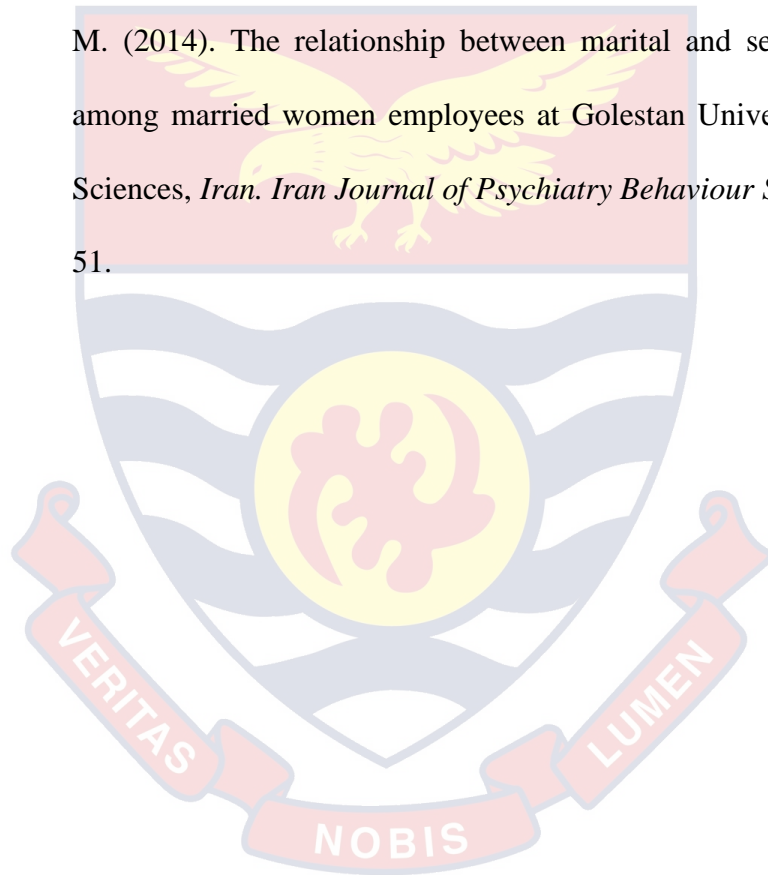 M. (2014). The relationship between marital and se
among married women employees at Golestan Unive
Sciences, Iran. Iran Journal of Psychiatry Behaviour
51.
VERITAS
NOBIS
LUMEN